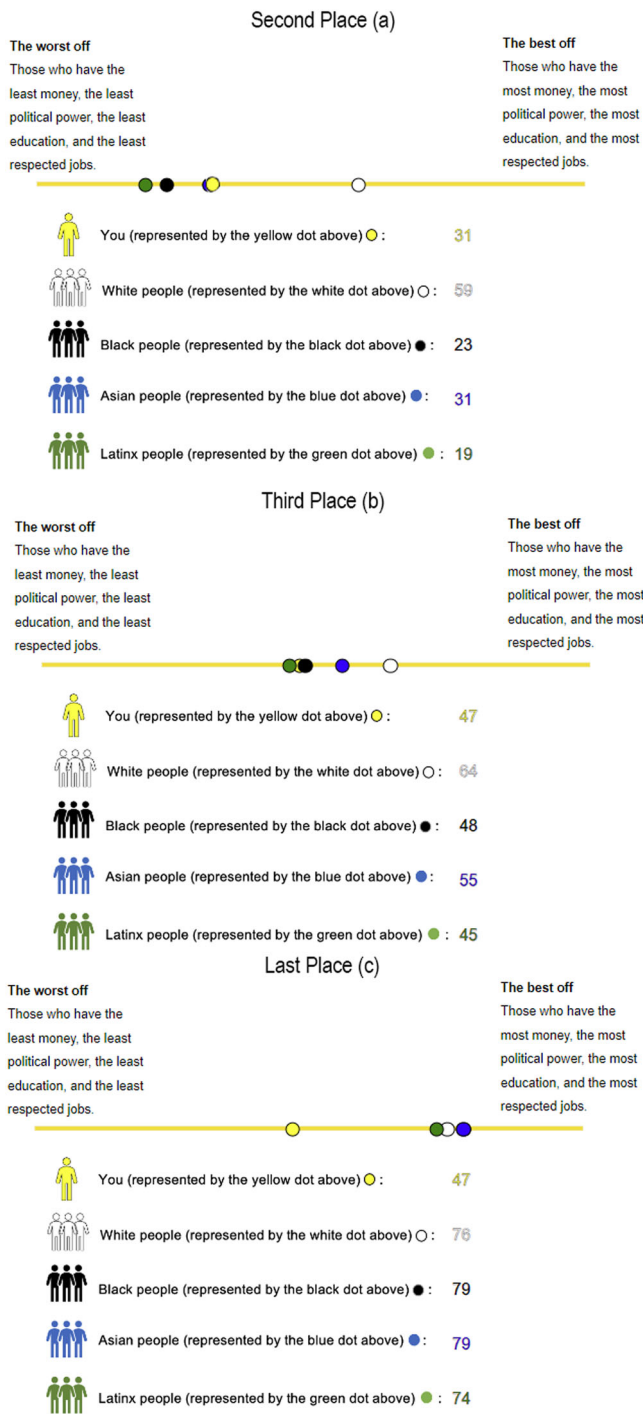 Second Place (a)
The worst off
Those who have the
least money, the least
political power, the least
education, and the least
respected jobs.
The best off
Those who have the
most money, the most
political power, the most
education, and the most
respected jobs.
You (represented by the yellow dot above) : 31
White people (represented by the white dot above) : 59
Black people (represented by the black dot above) : 23
Asian people (represented by the blue dot above) : 31
Latinx people (represented by the green dot above) : 19
Third Place (b)
The worst off
Those who have the
least money, the least
political power, the least
education, and the least
respected jobs.
The best off
Those who have the
most money, the most
political power, the most
education, and the most
respected jobs.
You (represented by the yellow dot above) : 47
White people (represented by the white dot above) : 64
Black people (represented by the black dot above) : 48
Asian people (represented by the blue dot above) : 55
Latinx people (represented by the green dot above) : 45
Last Place (c)
The worst off
Those who have the
least money, the least
political power, the least
education, and the least
respected jobs.
The best off
Those who have the
most money, the most
political power, the most
education, and the most
respected jobs.
You (represented by the yellow dot above) : 47
White people (represented by the white dot above) : 76
Black people (represented by the black dot above) : 79
Asian people (represented by the blue dot above) : 79
Latinx people (represented by the green dot above) : 74